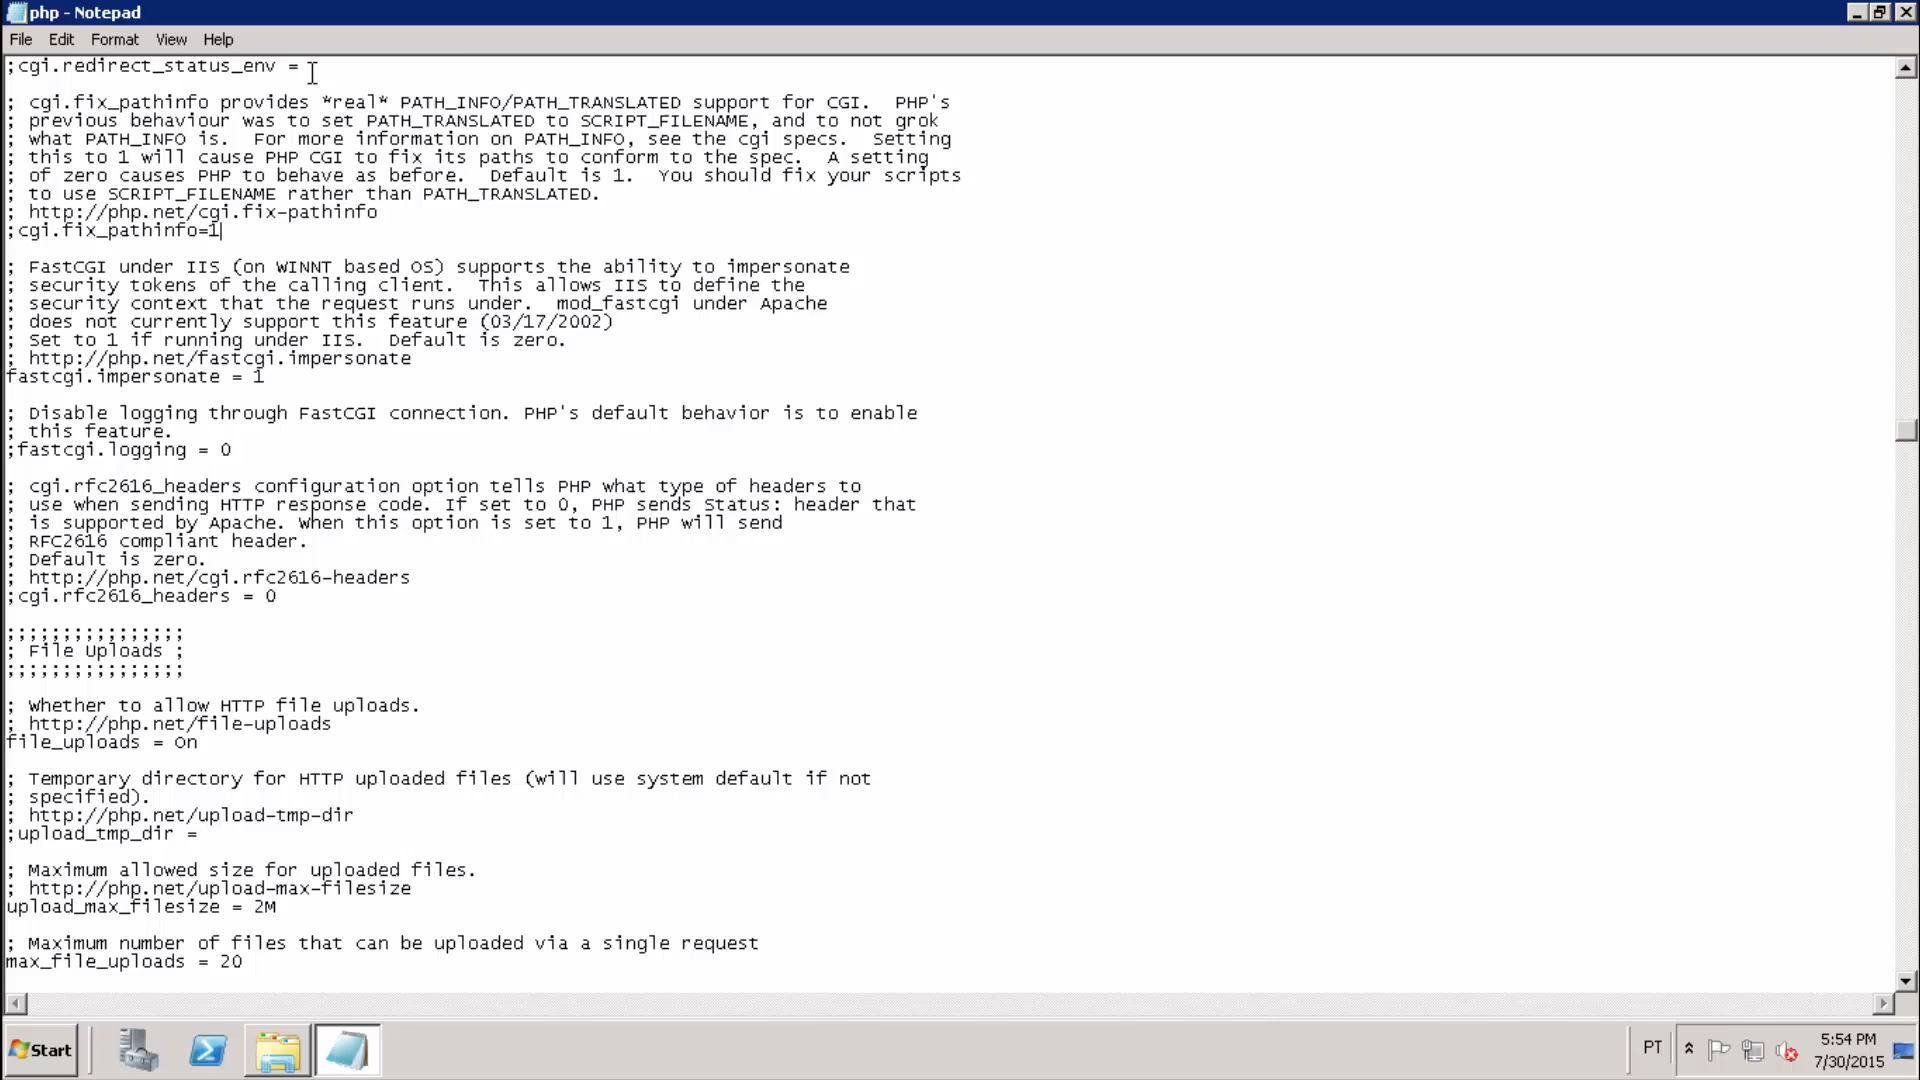 php - Notepad
File Edit Format View Help
;cgi.redirect_status_env =
; cgi.fix_pathinfo provides *real* PATH_INFO/PATH_TRANSLATED support for CGI.  PHP's
; previous behaviour was to set PATH_TRANSLATED to SCRIPT_FILENAME, and to not grok
; what PATH_INFO is.  For more information on PATH_INFO, see the cgi specs.  Setting
; this to 1 will cause PHP CGI to fix its paths to conform to the spec.  A setting
; of zero causes PHP to behave as before.  Default is 1.  You should fix your scripts
; to use SCRIPT_FILENAME rather than PATH_TRANSLATED.
; http://php.net/cgi.fix-pathinfo
;cgi.fix_pathinfo=1
; FastCGI under IIS (on WINNT based OS) supports the ability to impersonate
; security tokens of the calling client.  This allows IIS to define the
; security context that the request runs under.  mod_fastcgi under Apache
; does not currently support this feature (03/17/2002)
; Set to 1 if running under IIS.  Default is zero.
; http://php.net/fastcgi.impersonate
fastcgi.impersonate = 1
; Disable logging through FastCGI connection. PHP's default behavior is to enable
; this feature.
;fastcgi.logging = 0
; cgi.rfc2616_headers configuration option tells PHP what type of headers to
; use when sending HTTP response code. If set to 0, PHP sends Status: header that
; is supported by Apache. When this option is set to 1, PHP will send
; RFC2616 compliant header.
; Default is zero.
; http://php.net/cgi.rfc2616-headers
;cgi.rfc2616_headers = 0
;;;;;;;;;;;;;;;;
; File Uploads ;
;;;;;;;;;;;;;;;;
; Whether to allow HTTP file uploads.
; http://php.net/file-uploads
file_uploads = On
; Temporary directory for HTTP uploaded files (will use system default if not
; specified).
; http://php.net/upload-tmp-dir
;upload_tmp_dir =
; Maximum allowed size for uploaded files.
; http://php.net/upload-max-filesize
upload_max_filesize = 2M
; Maximum number of files that can be uploaded via a single request
max_file_uploads = 20
Start
PT
5:54 PM
7/30/2015